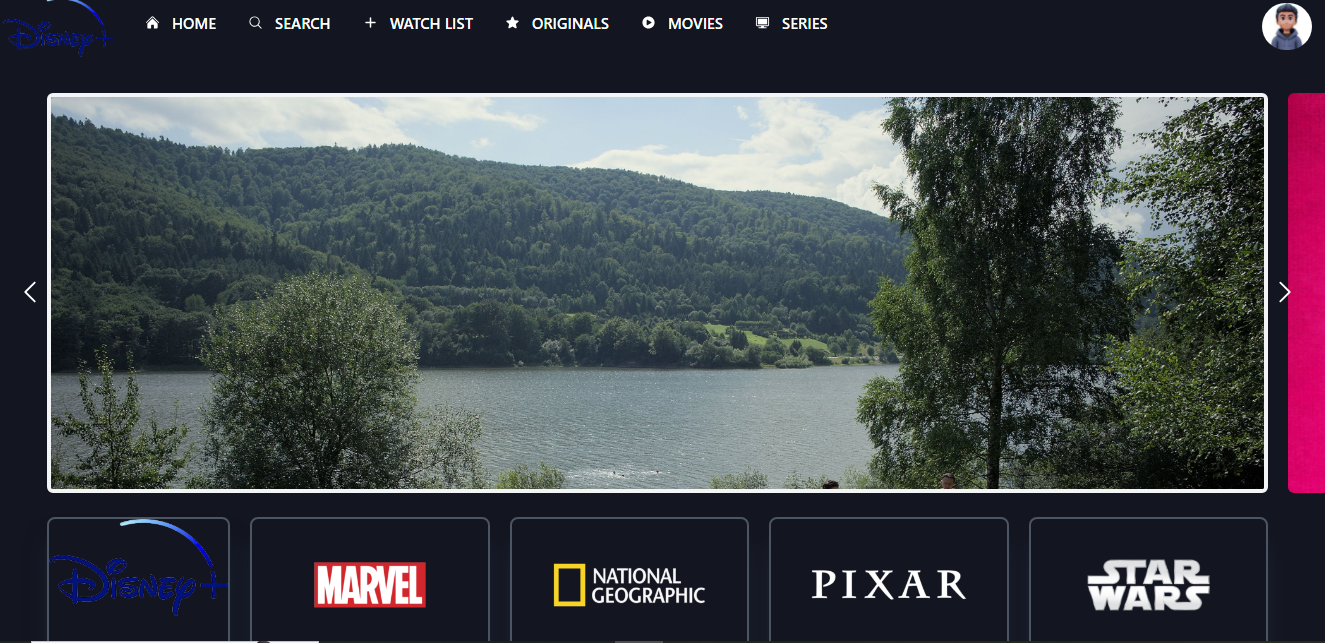 Disney+
HOME
SEARCH
WATCH LIST
ORIGINALS
MOVIES
SERIES
Disney+
MARVEL
NATIONAL
GEOGRAPHIC
PIXAR
STAR
WARS